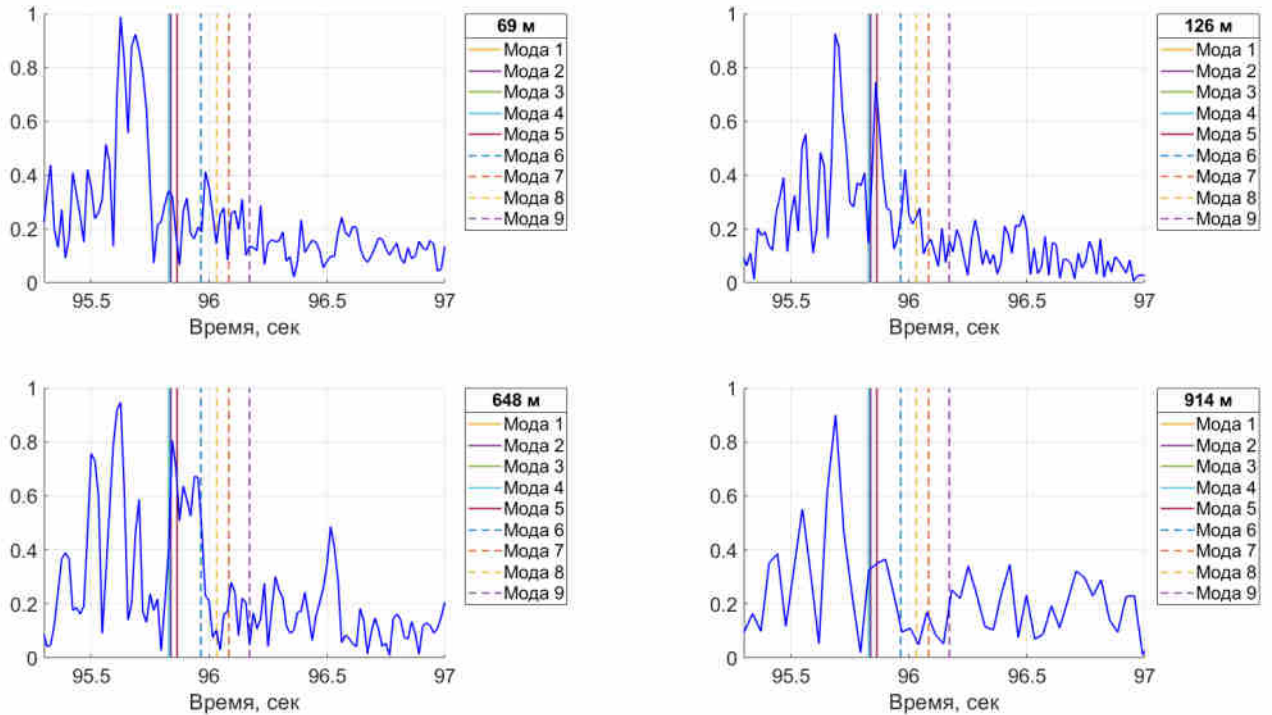 1
0.8
0.6
0.4
0.2
0
95.5 96 96.5 97
Время, сек
69 м
Мода 1
Мода 2
Мода 3
Мода 4
Мода 5
Мода 6
Мода 7
Мода 8
Мода 9
1
0.8
0.6
0.4
0.2
0
95.5 96 96.5 97
Время, сек
126 м
Мода 1
Мода 2
Мода 3
Мода 4
Мода 5
Мода 6
Мода 7
Мода 8
Мода 9
1
0.8
0.6
0.4
0.2
0
95.5 96 96.5 97
Время, сек
648 м
Мода 1
Мода 2
Мода 3
Мода 4
Мода 5
Мода 6
Мода 7
Мода 8
Мода 9
1
0.8
0.6
0.4
0.2
0
95.5 96 96.5 97
Время, сек
914 м
Мода 1
Мода 2
Мода 3
Мода 4
Мода 5
Мода 6
Мода 7
Мода 8
Мода 9